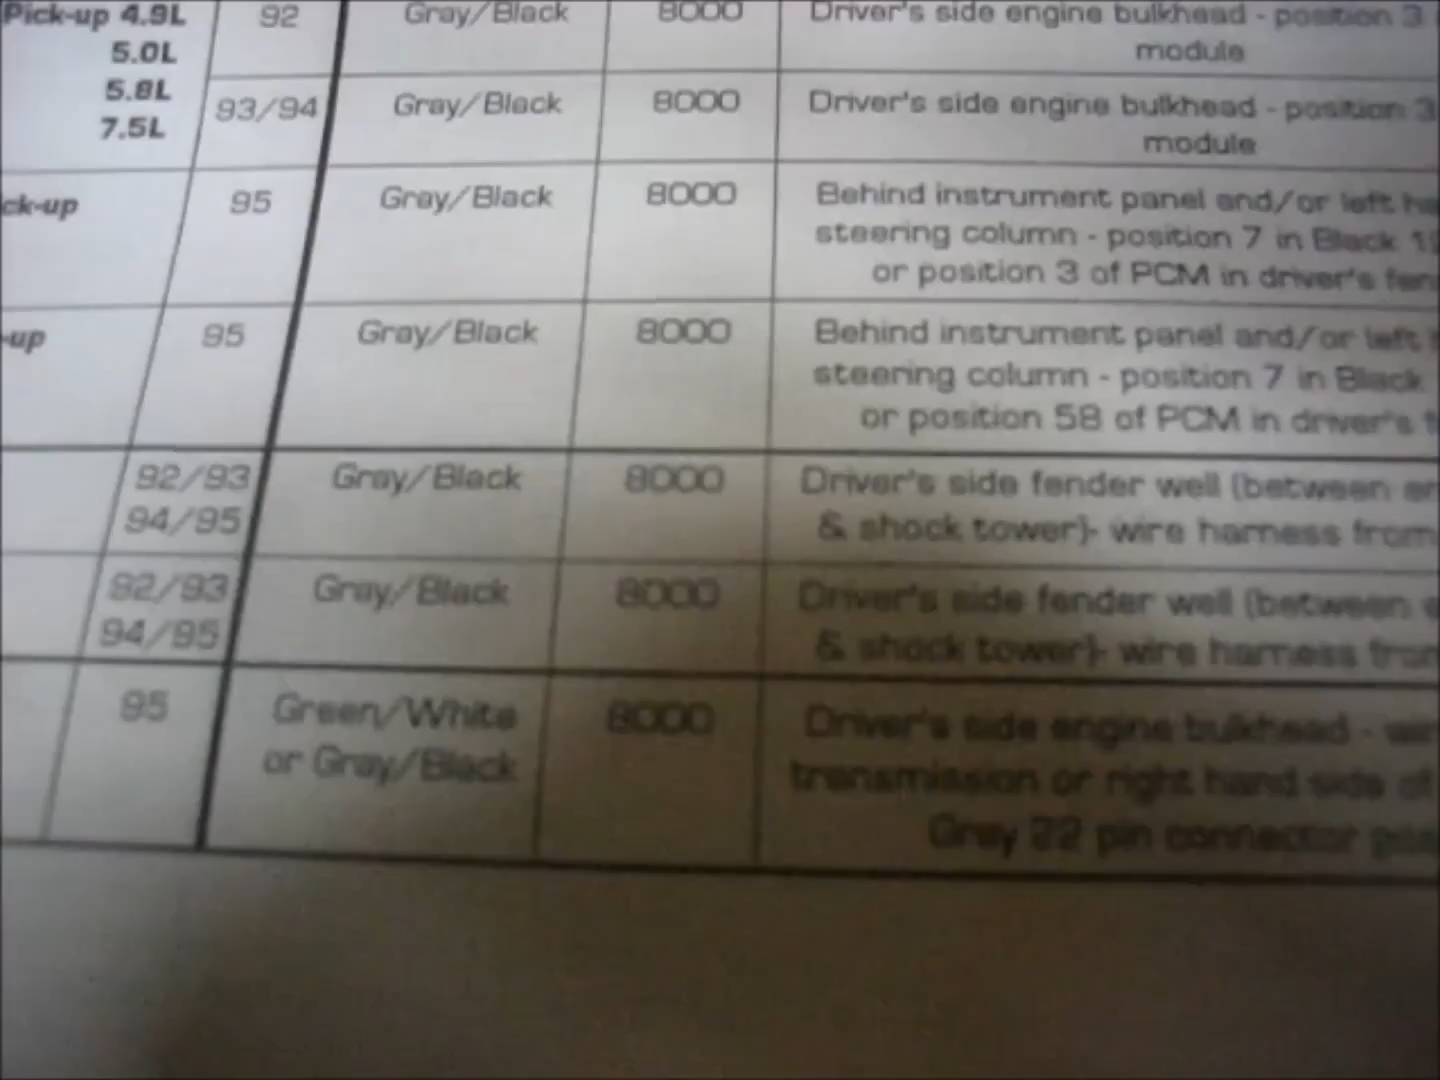 Pick-up 4.9L 92 Gray/Black 8000 Driver's side engine bulkhead - position 3
5.0L module
5.8L 93/94 Gray/Black 8000 Driver's side engine bulkhead - position 3
7.5L module
ck-up 95 Gray/Black 8000 Behind instrument panel and/or left
steering column - position 7 in Black
or position 3 of PCM in driver's
-up 95 Gray/Black 8000 Behind instrument panel and/or left
steering column - position 7 in Black
or position 58 of PCM in driver's
92/93 Gray/Black 8000 Driver's side fender well (between
94/95 & shock tower)- wire harness from
92/93 Gray/Black 8000 Driver's side fender well (between
94/95 & shock tower)- wire harness from
95 Green/White 8000 Driver's side engine bulkhead -
or Gray/Black transmission or right hand side of
Gray 22 pin connector